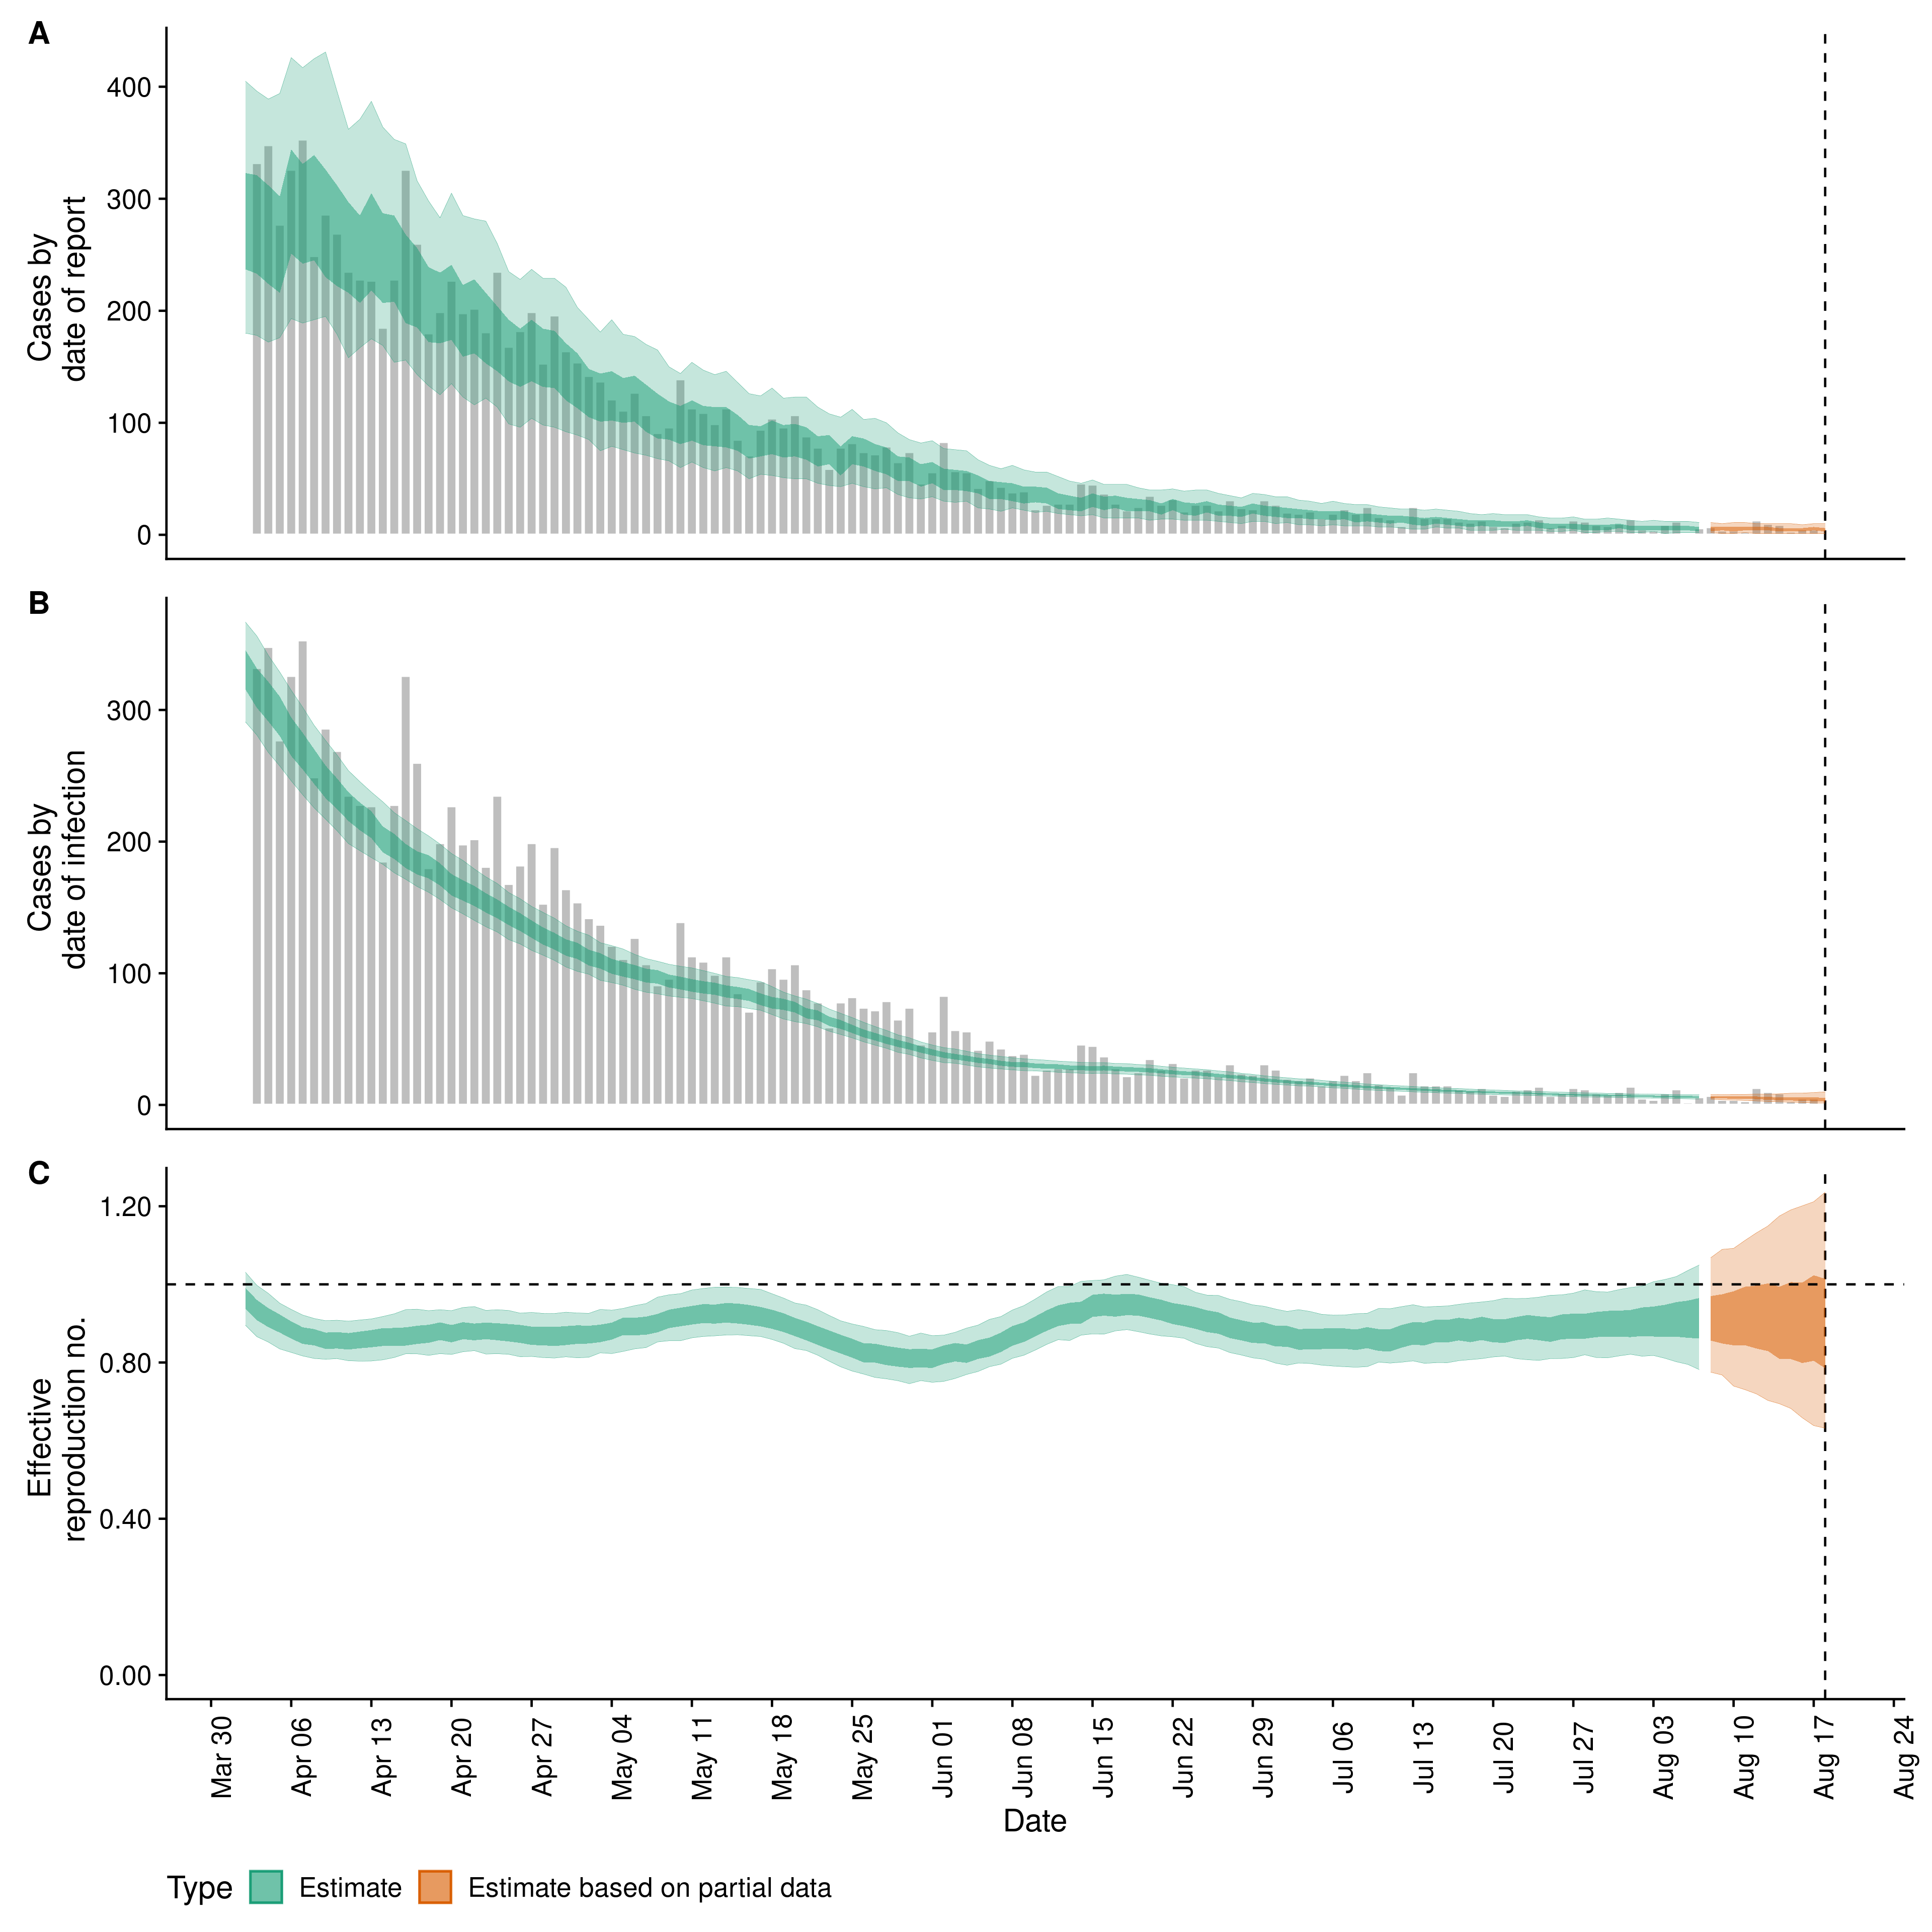 A
Cases by
date of report
400
300
200
100
0
B
Cases by
date of infection
300
200
100
0
C
Effective
reproduction no.
1.20
0.80
0.40
0.00
Mar 30
Apr 06
Apr 13
Apr 20
Apr 27
May 04
May 11
May 18
May 25
Jun 01
Jun 08
Jun 15
Jun 22
Jun 29
Jul 06
Jul 13
Jul 20
Jul 27
Aug 03
Aug 10
Aug 17
Aug 24
Date
Type Estimate Estimate based on partial data